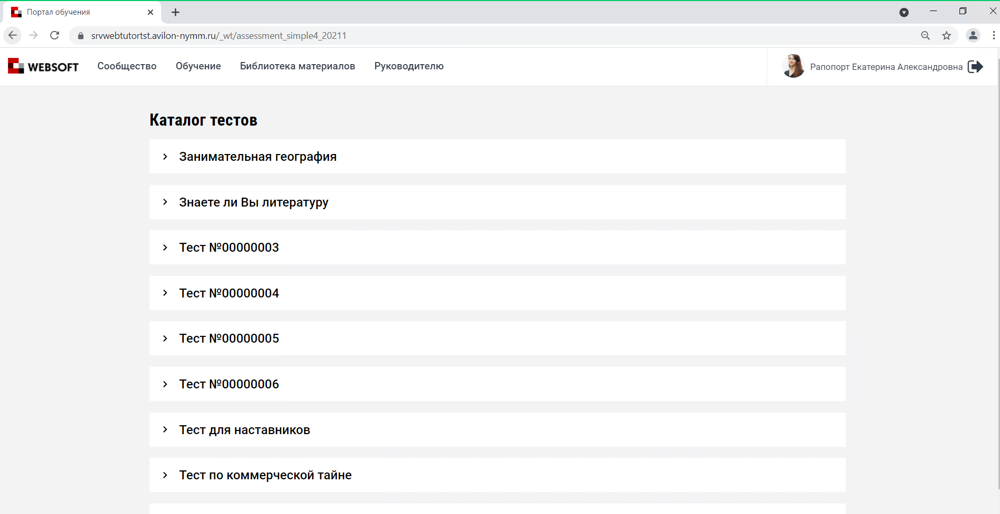 Портал обучения
srvwebtutortst.avilon-nymm.ru/_wt/assessment_simple4_20211
WEBSOFT
Сообщество
Обучение
Библиотека материалов
Руководителю
Рапопорт Екатерина Александровна
Каталог тестов
Занимательная география
Знаете ли Вы литературу
Тест №00000003
Тест №00000004
Тест №00000005
Тест №00000006
Тест для наставников
Тест по коммерческой тайне